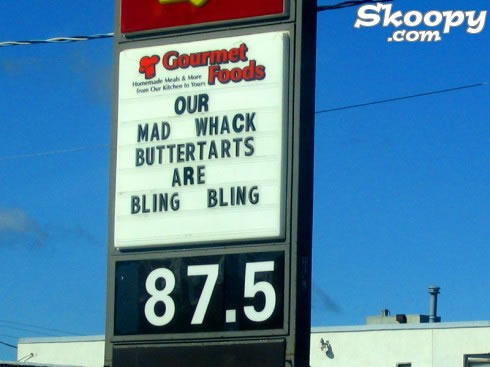 S'koopy
.com
Gourmet
Foods
Homemade Meals & More
from Our Kitchen to Yours
OUR
MAD WHACK
BUTTERTARTS
ARE
BLING BLING
87.5